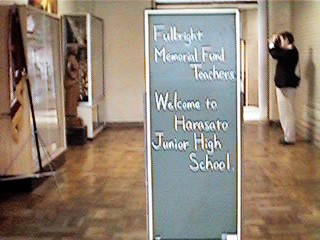 Fulbright
Memorial Fund
Teachers
Welcome to
Harasato
Junior High
School.